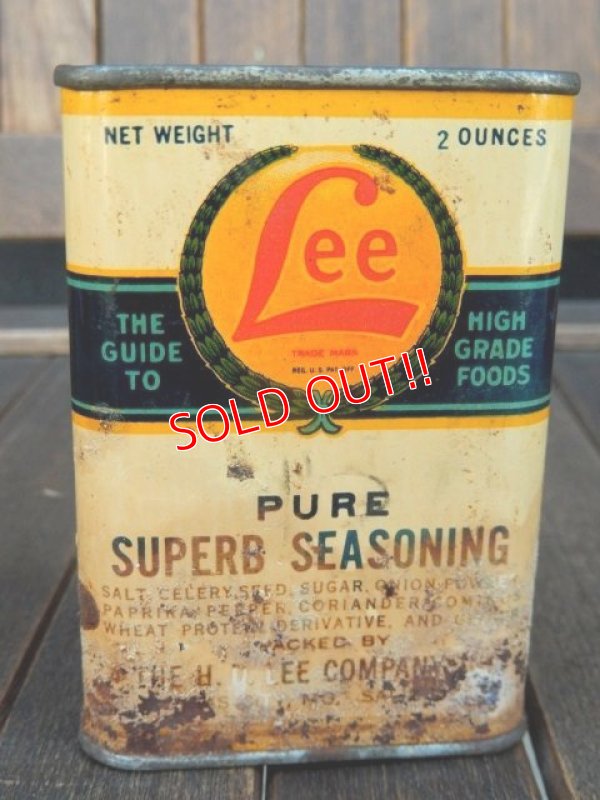 NET WEIGHT 2 OUNCES
Lee
TRADE MARK
REG. U.S. PAT. OFF.
THE GUIDE TO
HIGH GRADE FOODS
SOLD OUT!!
PURE
SUPERB SEASONING
SALT, CELERY SEED, SUGAR, ONION
PAPRIKA, PEPPER, CORIANDER,
WHEAT PROTEIN DERIVATIVE, AND
PACKED BY
THE H. D. LEE COMPANY
MO.